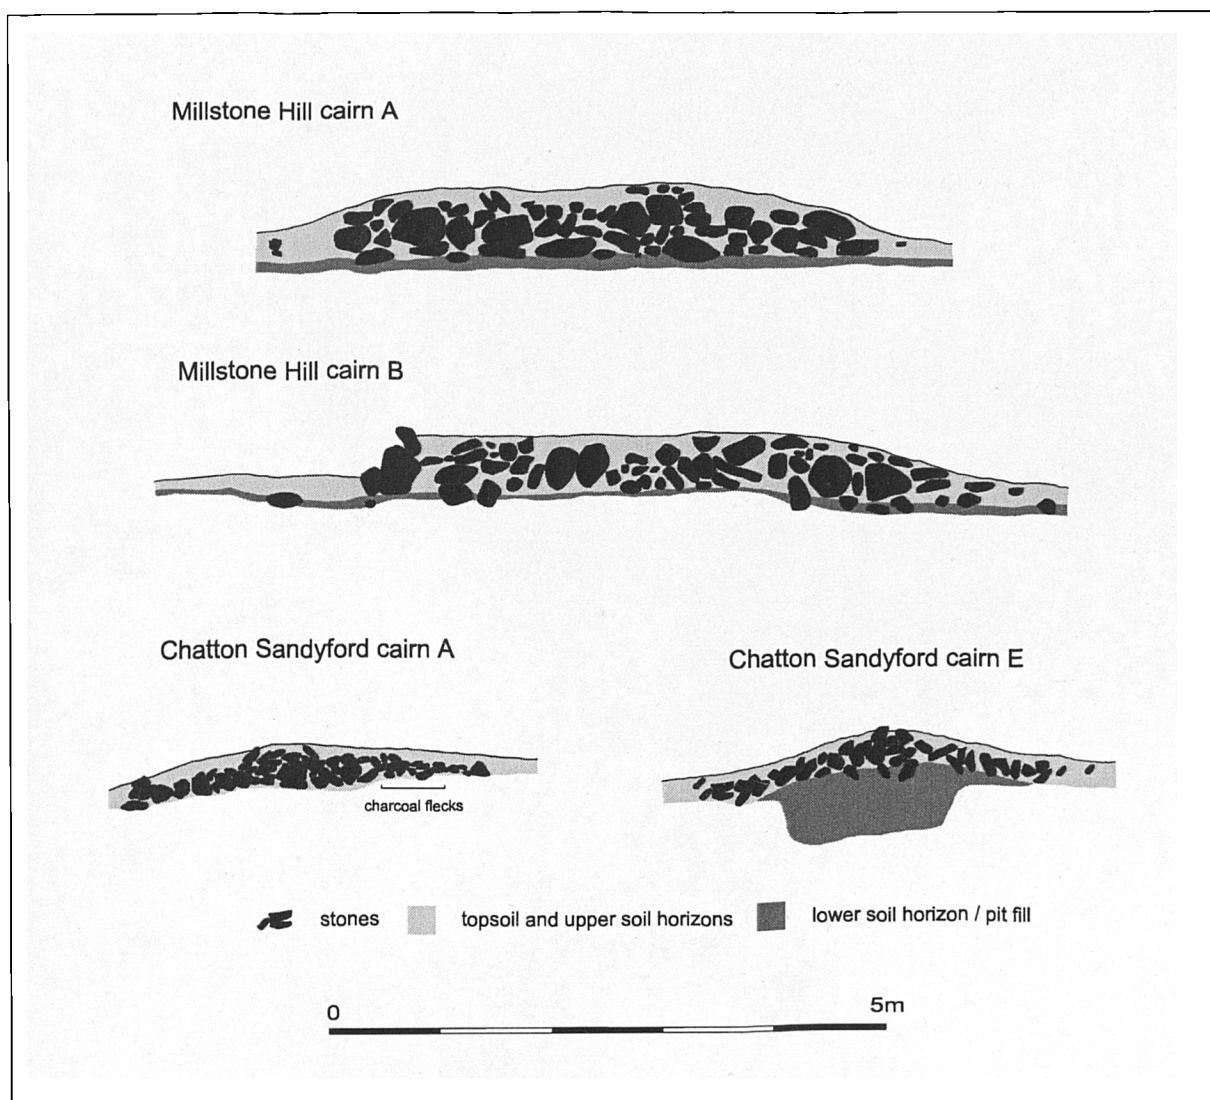 Millstone Hill cairn A
Millstone Hill cairn B
Chatton Sandyford cairn A
Chatton Sandyford cairn E
charcoal flecks
stones
topsoil and upper soil horizons
lower soil horizon / pit fill
0
5m